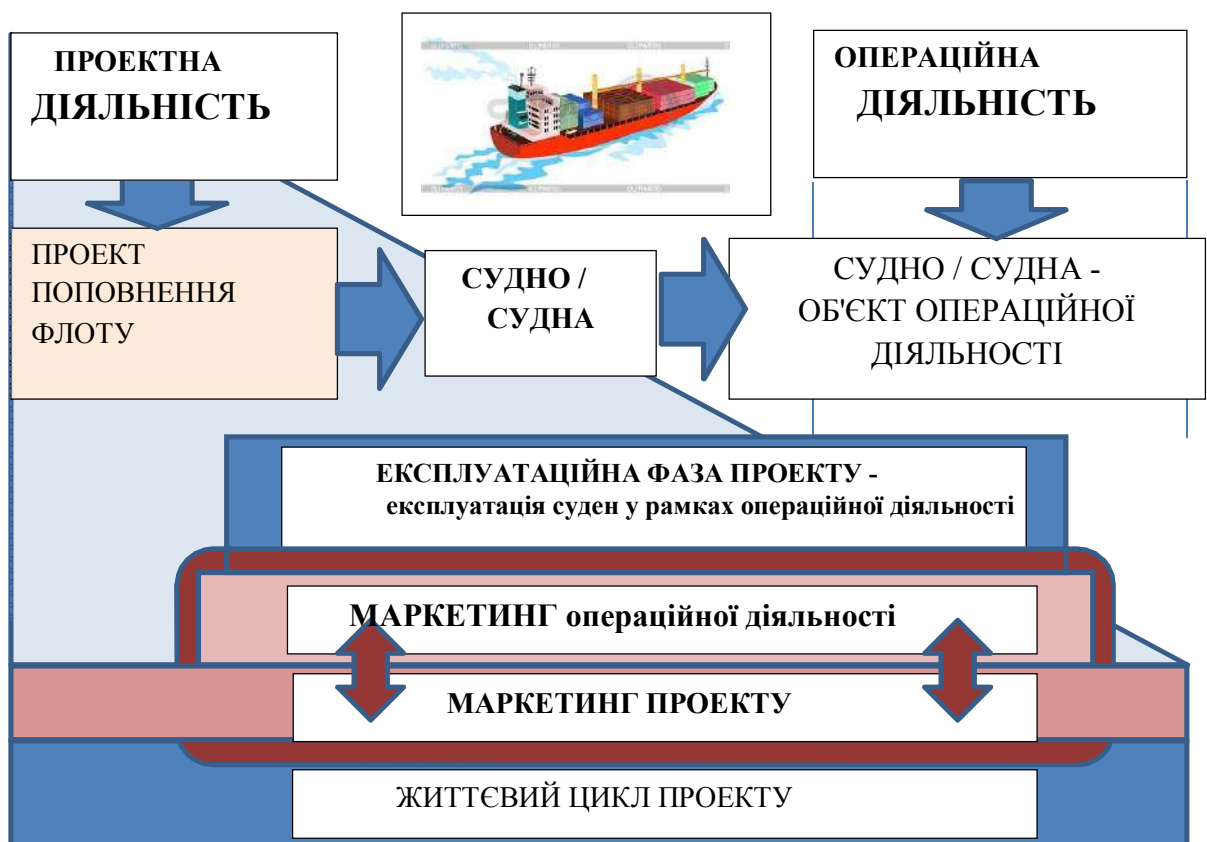 ПРОЕКТНА
ДІЯЛЬНІСТЬ
ОПЕРАЦІЙНА
ДІЯЛЬНІСТЬ
ПРОЕКТ
ПОПОВНЕННЯ
ФЛОТУ
СУДНО /
СУДНА
СУДНО / СУДНА -
ОБ'ЄКТ ОПЕРАЦІЙНОЇ
ДІЯЛЬНОСТІ
ЕКСПЛУАТАЦІЙНА ФАЗА ПРОЕКТУ -
експлуатація суден у рамках операційної діяльності
МАРКЕТИНГ операційної діяльності
МАРКЕТИНГ ПРОЕКТУ
ЖИТТЄВИЙ ЦИКЛ ПРОЕКТУ